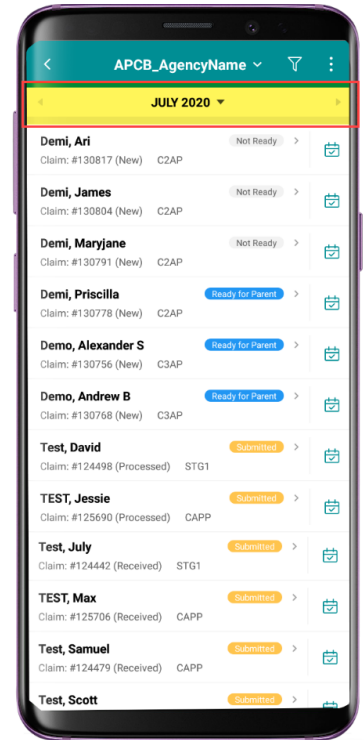 APCB_AgencyName
JULY 2020
Demi, Ari Not Ready
Claim: #130817 (New) C2AP
Demi, James Not Ready
Claim: #130804 (New) C2AP
Demi, Maryjane Not Ready
Claim: #130791 (New) C2AP
Demi, Priscilla Ready for Parent
Claim: #130778 (New) C2AP
Demo, Alexander S Ready for Parent
Claim: #130756 (New) C3AP
Demo, Andrew B Ready for Parent
Claim: #130768 (New) C3AP
Test, David Submitted
Claim: #124498 (Processed) STG1
TEST, Jessie Submitted
Claim: #125690 (Processed) CAPP
Test, July Submitted
Claim: #124442 (Received) STG1
TEST, Max Submitted
Claim: #125706 (Received) CAPP
Test, Samuel Submitted
Claim: #124479 (Received) CAPP
Test, Scott Submitted